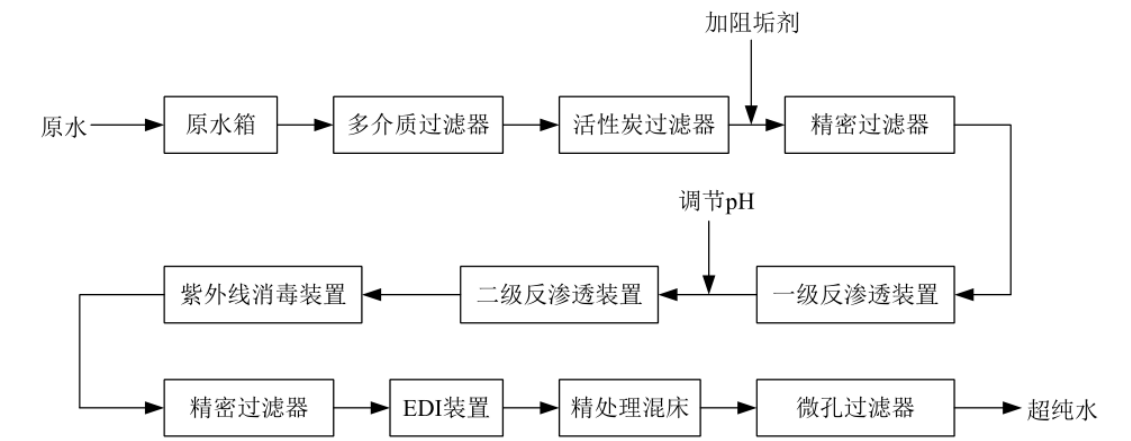 加阻垢剂
原水
原水箱
多介质过滤器
活性炭过滤器
精密过滤器
调节pH
紫外线消毒装置
二级反渗透装置
一级反渗透装置
精密过滤器
EDI装置
精处理混床
微孔过滤器
超纯水